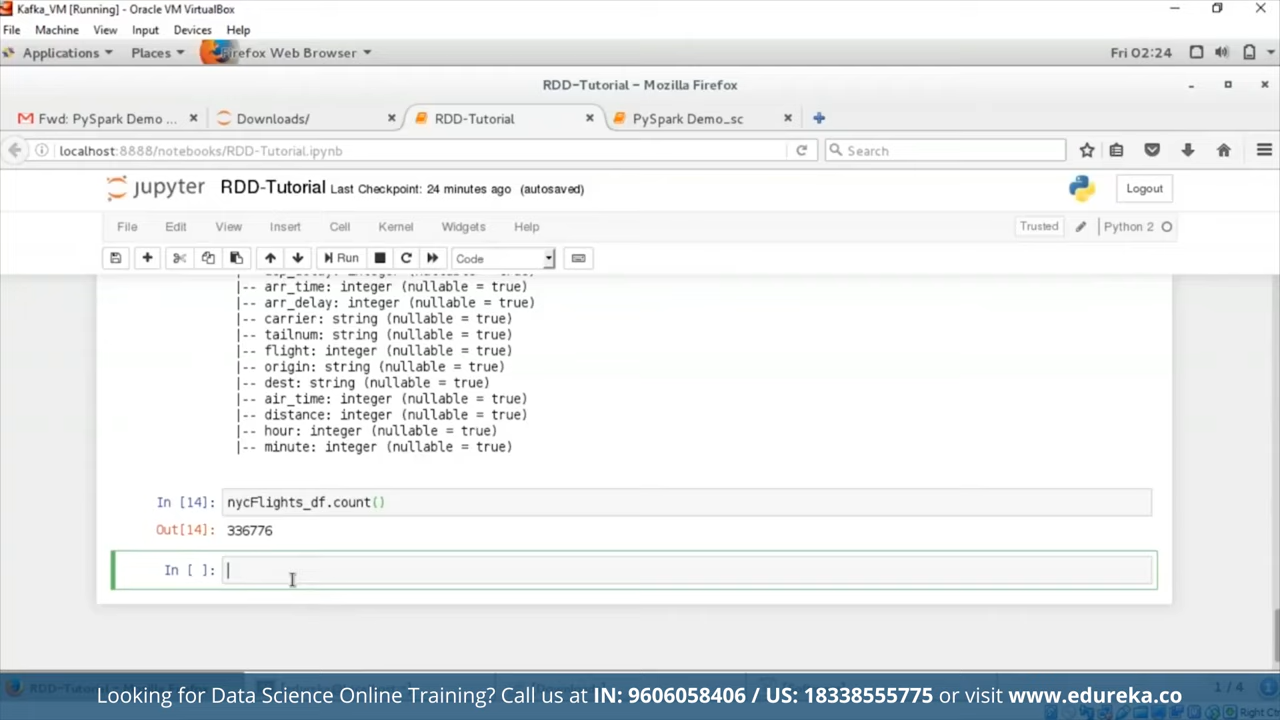 Kafka_VM [Running] - Oracle VM VirtualBox
File Machine View Input Devices Help
Applications Places Firefox Web Browser Fri 02:24
RDD-Tutorial - Mozilla Firefox
Fwd: PySpark Demo ... Downloads/ RDD-Tutorial PySpark Demo_sc
localhost:8888/notebooks/RDD-Tutorial.ipynb Search
jupyter RDD-Tutorial Last Checkpoint: 24 minutes ago (autosaved) Logout
File Edit View Insert Cell Kernel Widgets Help Trusted Python 2
Run Code
|-- arr_time: integer (nullable = true)
|-- arr_delay: integer (nullable = true)
|-- carrier: string (nullable = true)
|-- tailnum: string (nullable = true)
|-- flight: integer (nullable = true)
|-- origin: string (nullable = true)
|-- dest: string (nullable = true)
|-- air_time: integer (nullable = true)
|-- distance: integer (nullable = true)
|-- hour: integer (nullable = true)
|-- minute: integer (nullable = true)
In [14]: nycFlights_df.count()
Out[14]: 336776
In [ ]:
Looking for Data Science Online Training? Call us at IN: 9606058406 / US: 18338555775 or visit www.edureka.co
1 / 4